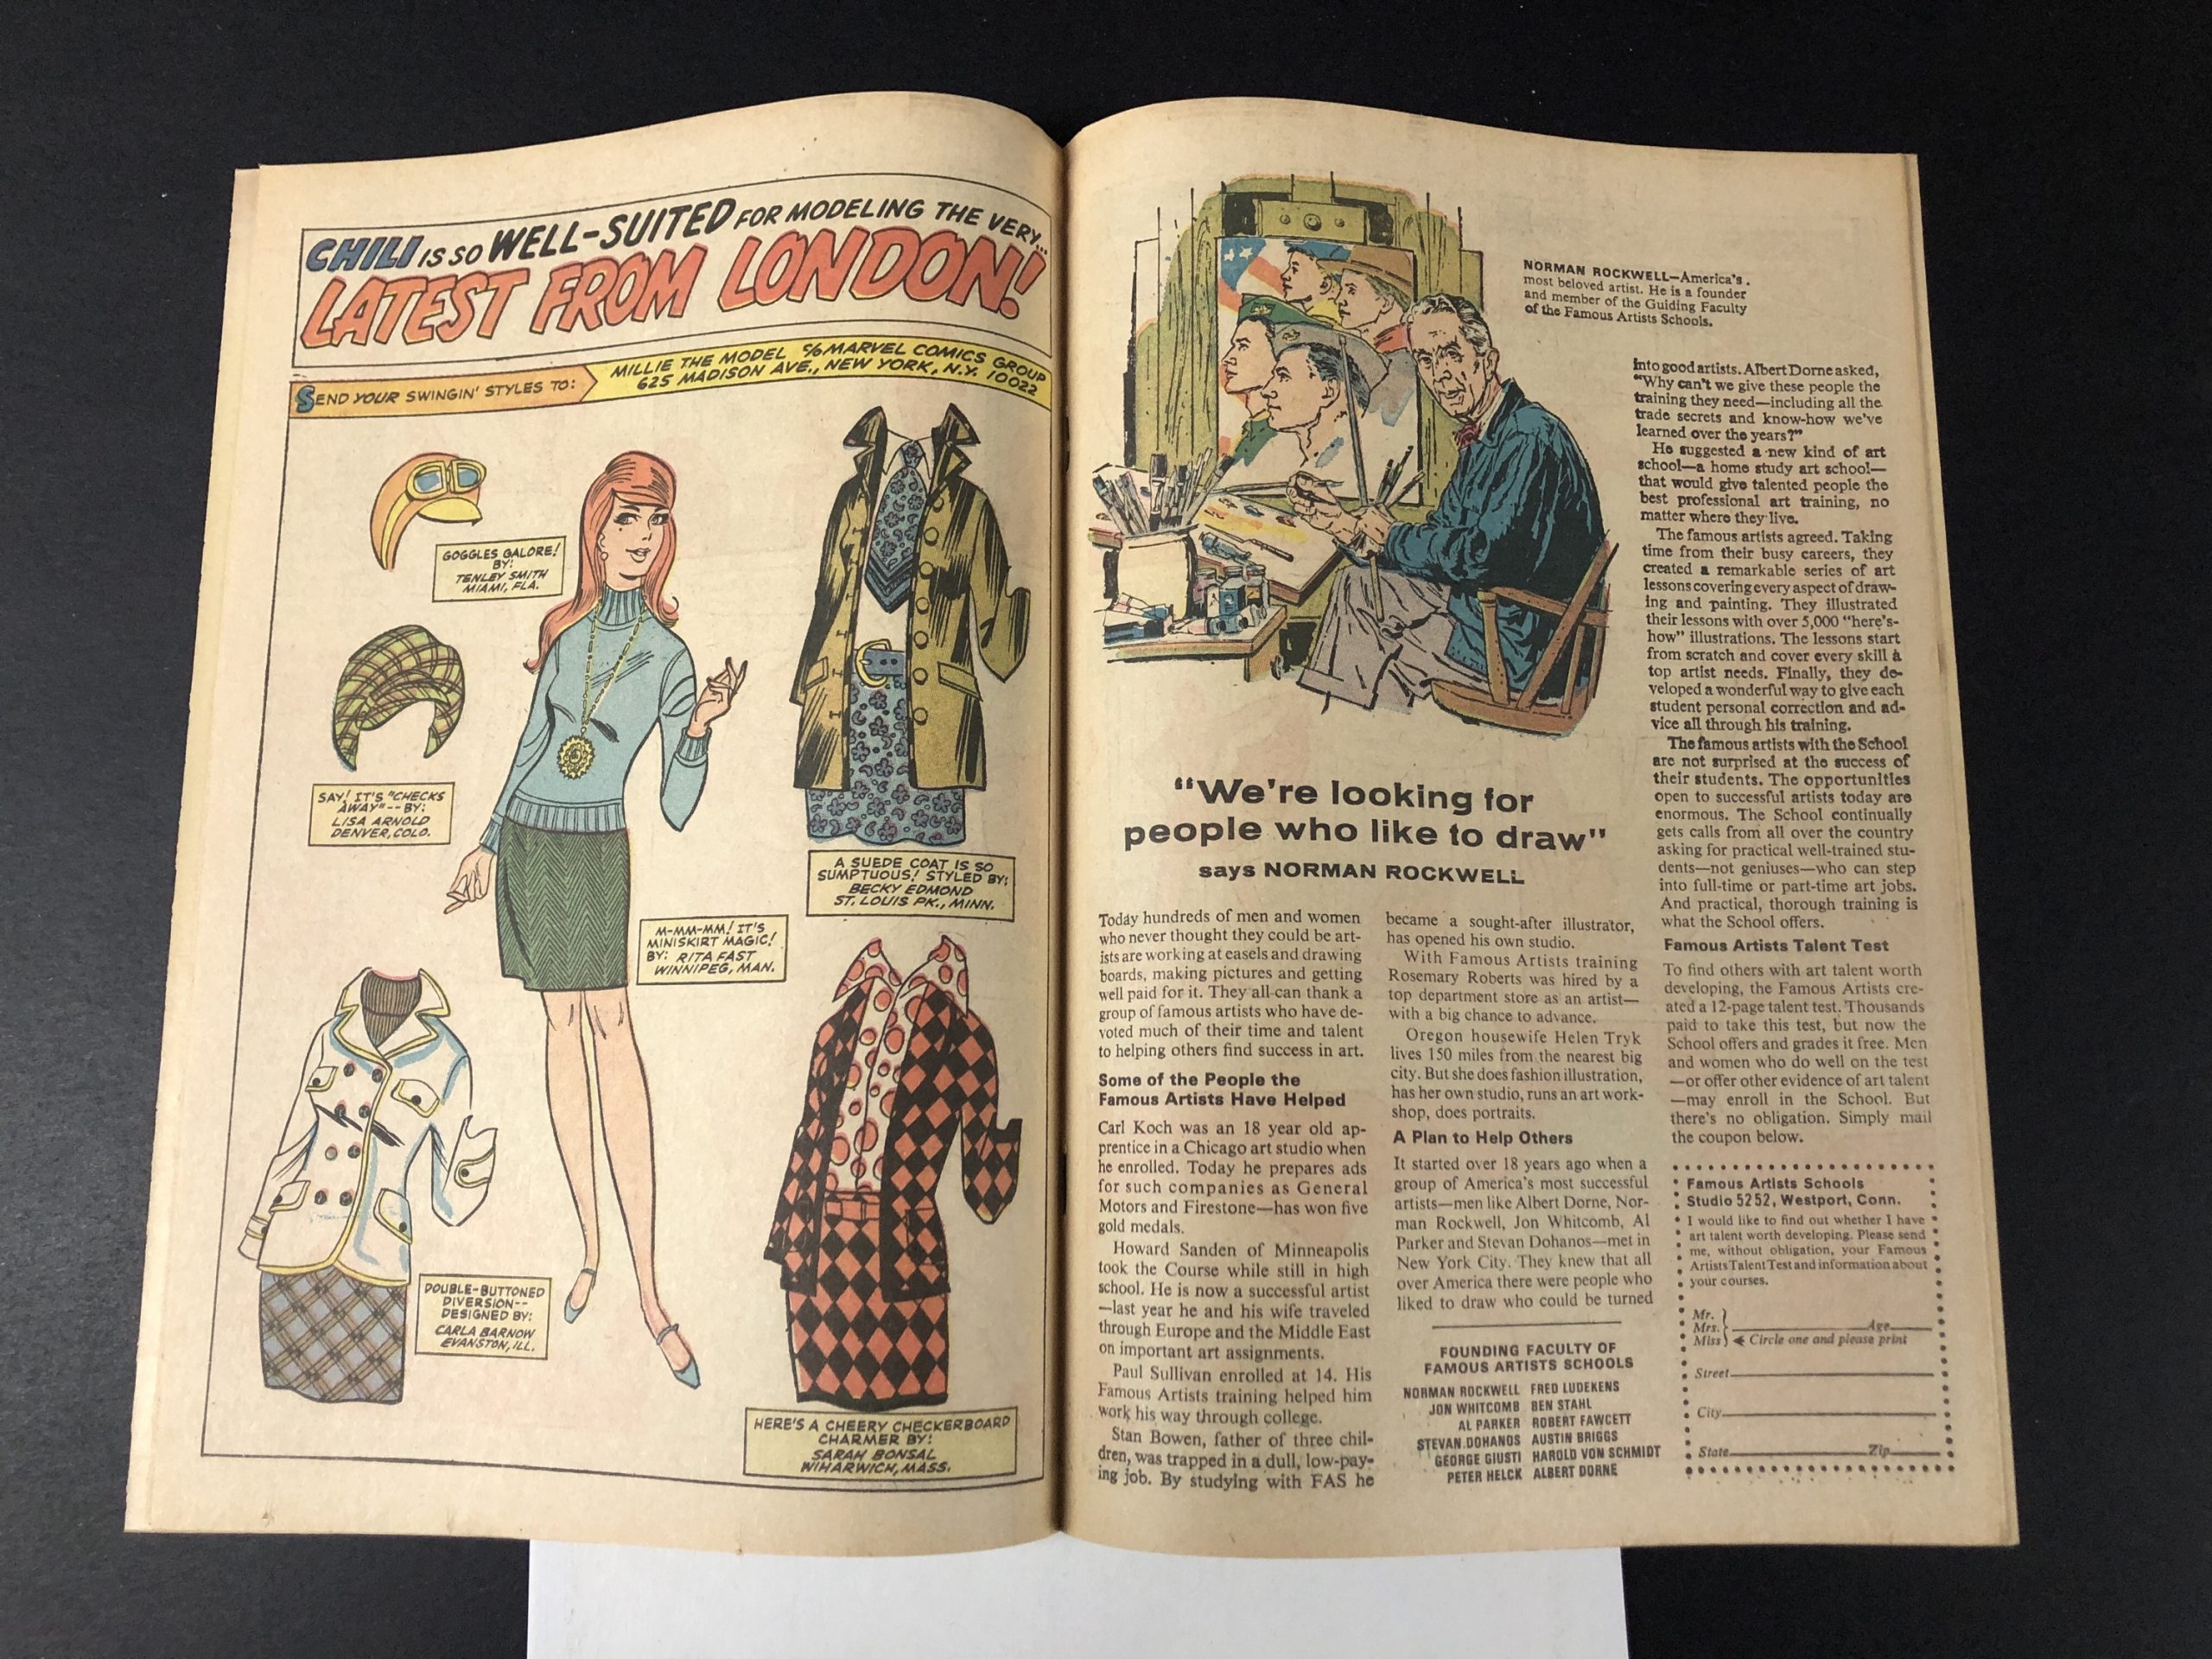 CHILI IS SO WELL-SUITED FOR MODELING THE VERY...
LATEST FROM LONDON!
SEND YOUR SWINGIN' STYLES TO:
MILLIE THE MODEL c/o MARVEL COMICS GROUP
625 MADISON AVE., NEW YORK, N.Y. 10022
GOGGLES GALORE!
BY:
TENLEY SMITH
MIAMI, FLA.
SAY! IT'S "CHECKS
AWAY"--BY:
LISA ARNOLD
DENVER, COLO.
A SUEDE COAT IS SO
SUMPTUOUS! STYLED BY:
BECKY EDMOND
ST. LOUIS PK., MINN.
M-MM-MM! IT'S
MINISKIRT MAGIC!
BY: RITA FAST
WINNIPEG, MAN.
DOUBLE-BUTTONED
DIVERSION--
DESIGNED BY:
CARLA BARNOW
EVANSTON, ILL.
HERE'S A CHEERY CHECKERBOARD
CHARMER BY:
SARAH BONSAL
W. HARWICH, MASS.
NORMAN ROCKWELL—America's
most beloved artist. He is a founder
and member of the Guiding Faculty
of the Famous Artists Schools.
"We're looking for
people who like to draw"
says NORMAN ROCKWELL
Today hundreds of men and women
who never thought they could be art-
ists are working at easels and drawing
boards, making pictures and getting
well paid for it. They all can thank a
group of famous artists who have de-
voted much of their time and talent
to helping others find success in art.
Some of the People the
Famous Artists Have Helped
Carl Koch was an 18 year old ap-
prentice in a Chicago art studio when
he enrolled. Today he prepares ads
for such companies as General
Motors and Firestone—has won five
gold medals.
Howard Sanden of Minneapolis
took the Course while still in high
school. He is now a successful artist
—last year he and his wife traveled
through Europe and the Middle East
on important art assignments.
Paul Sullivan enrolled at 14. His
Famous Artists training helped him
work his way through college.
Stan Bowen, father of three chil-
dren, was trapped in a dull, low-pay-
ing job. By studying with FAS he
became a sought-after illustrator,
has opened his own studio.
With Famous Artists training
Rosemary Roberts was hired by a
top department store as an artist—
with a big chance to advance.
Oregon housewife Helen Tryk
lives 150 miles from the nearest big
city. But she does fashion illustration,
has her own studio, runs an art work-
shop, does portraits.
A Plan to Help Others
It started over 18 years ago when a
group of America's most successful
artists—men like Albert Dorne, Nor-
man Rockwell, Jon Whitcomb, Al
Parker and Stevan Dohanos—met in
New York City. They knew that all
over America there were people who
liked to draw who could be turned
FOUNDING FACULTY OF
FAMOUS ARTISTS SCHOOLS
NORMAN ROCKWELL FRED LUDEKENS
JON WHITCOMB BEN STAHL
AL PARKER ROBERT FAWCETT
STEVAN DOHANOS AUSTIN BRIGGS
GEORGE GIUSTI HAROLD VON SCHMIDT
PETER HELCK ALBERT DORNE
into good artists. Albert Dorne asked,
"Why can't we give these people the
training they need—including all the
trade secrets and know-how we've
learned over the years?"
He suggested a new kind of art
school—a home study art school—
that would give talented people the
best professional art training, no
matter where they live.
The famous artists agreed. Taking
time from their busy careers, they
created a remarkable series of art
lessons covering every aspect of draw-
ing and painting. They illustrated
their lessons with over 5,000 "here's-
how" illustrations. The lessons start
from scratch and cover every skill a
top artist needs. Finally, they de-
veloped a wonderful way to give each
student personal correction and ad-
vice all through his training.
The famous artists with the School
are not surprised at the success of
their students. The opportunities
open to successful artists today are
enormous. The School continually
gets calls from all over the country
asking for practical well-trained stu-
dents—not geniuses—who can step
into full-time or part-time art jobs.
And practical, thorough training is
what the School offers.
Famous Artists Talent Test
To find others with art talent worth
developing, the Famous Artists cre-
ated a 12-page talent test. Thousands
paid to take this test, but now the
School offers and grades it free. Men
and women who do well on the test
—or offer other evidence of art talent
—may enroll in the School. But
there's no obligation. Simply mail
the coupon below.
Famous Artists Schools
Studio 5252, Westport, Conn.
I would like to find out whether I have
art talent worth developing. Please send
me, without obligation, your Famous
Artists Talent Test and information about
your courses.
Mr.
Mrs. Age
Miss Circle one and please print
Street
City
State Zip